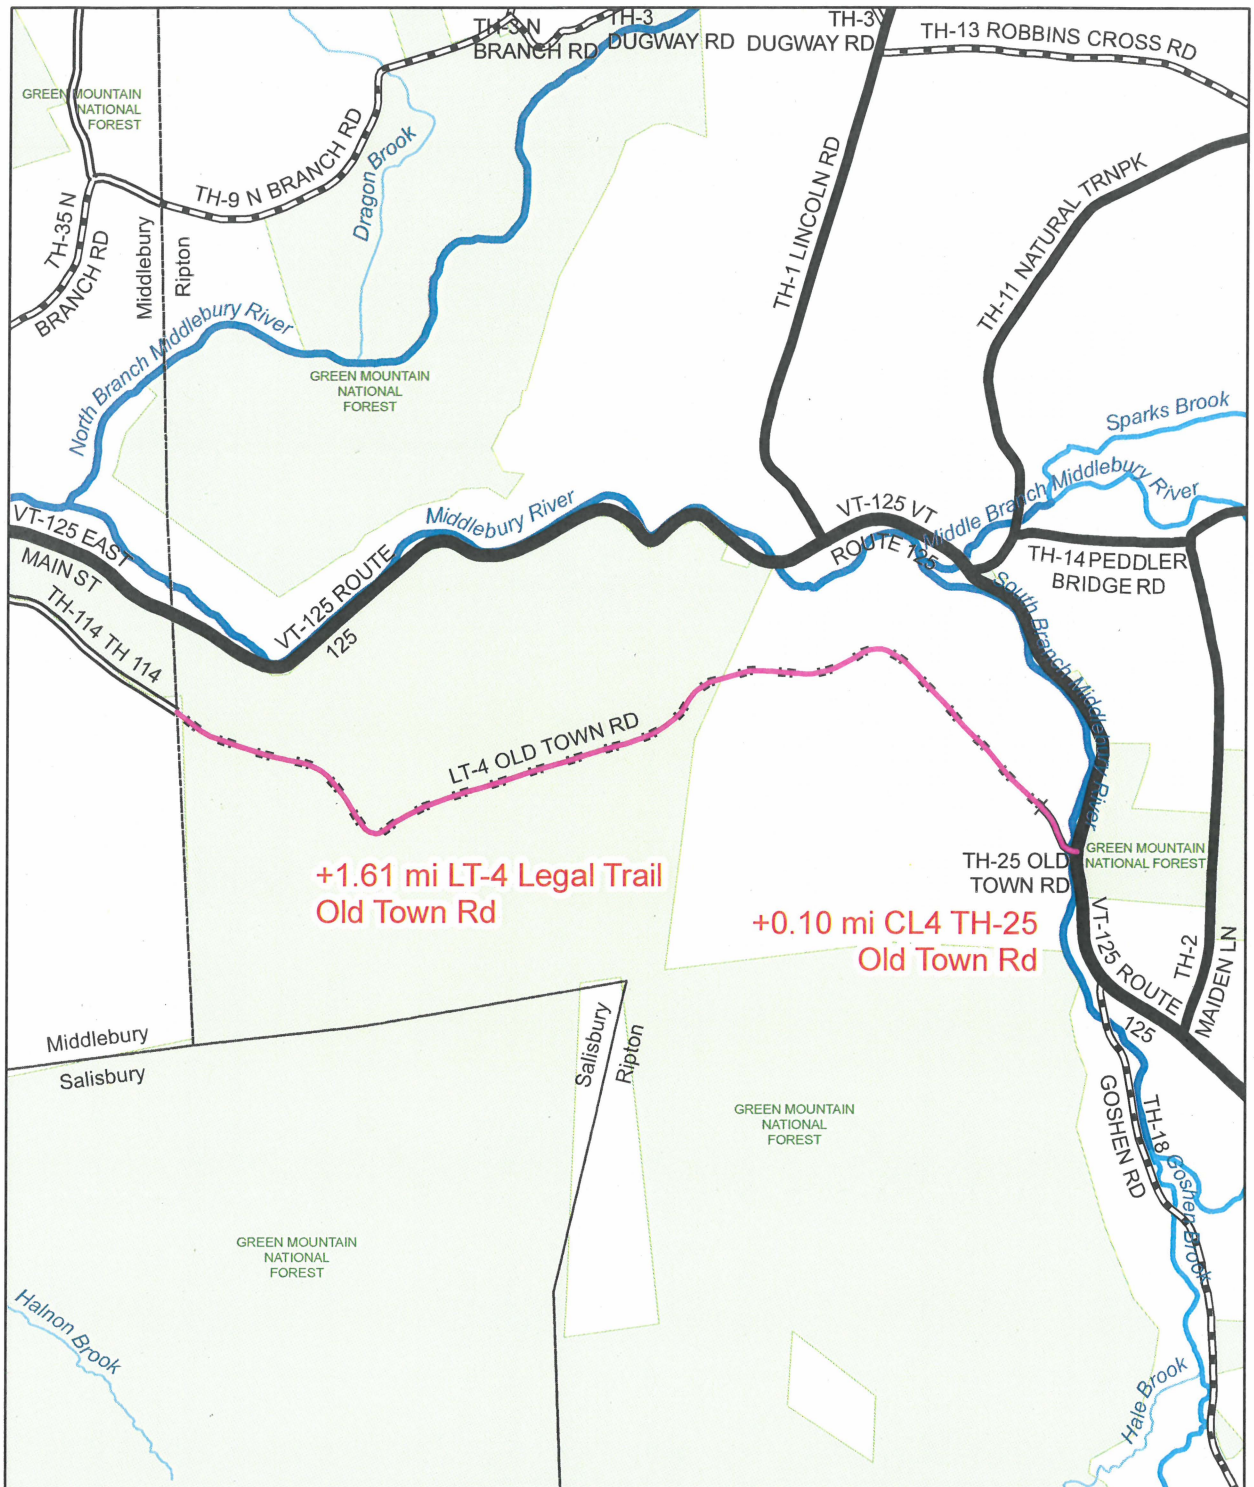 TH-3 N
BRANCH RD
TH-3
DUGWAY RD
TH-3
DUGWAY RD
TH-13 ROBBINS CROSS RD
GREEN MOUNTAIN
NATIONAL
FOREST
TH-9 N BRANCH RD
Dragon Brook
TH-35 N
BRANCH RD
Middlebury
Ripton
TH-1 LINCOLN RD
TH-11 NATURAL TRNPK
North Branch Middlebury River
GREEN MOUNTAIN
NATIONAL
FOREST
Sparks Brook
Middle Branch Middlebury River
Middlebury River
VT-125 VT
ROUTE 125
VT-125 EAST
MAIN ST
VT-125 ROUTE
125
TH-14 PEDDLER
BRIDGE RD
TH-114 TH 114
South Branch Middlebury River
LT-4 OLD TOWN RD
+1.61 mi LT-4 Legal Trail
Old Town Rd
TH-25 OLD
TOWN RD
GREEN MOUNTAIN
NATIONAL FOREST
+0.10 mi CL4 TH-25
Old Town Rd
VT-125 ROUTE
125
TH-2
MAIDEN LN
Middlebury
Salisbury
Salisbury
Ripton
GREEN MOUNTAIN
NATIONAL
FOREST
TH-18
GOSHEN RD
Goshen Brook
GREEN MOUNTAIN
NATIONAL
FOREST
Halnon Brook
Hale Brook